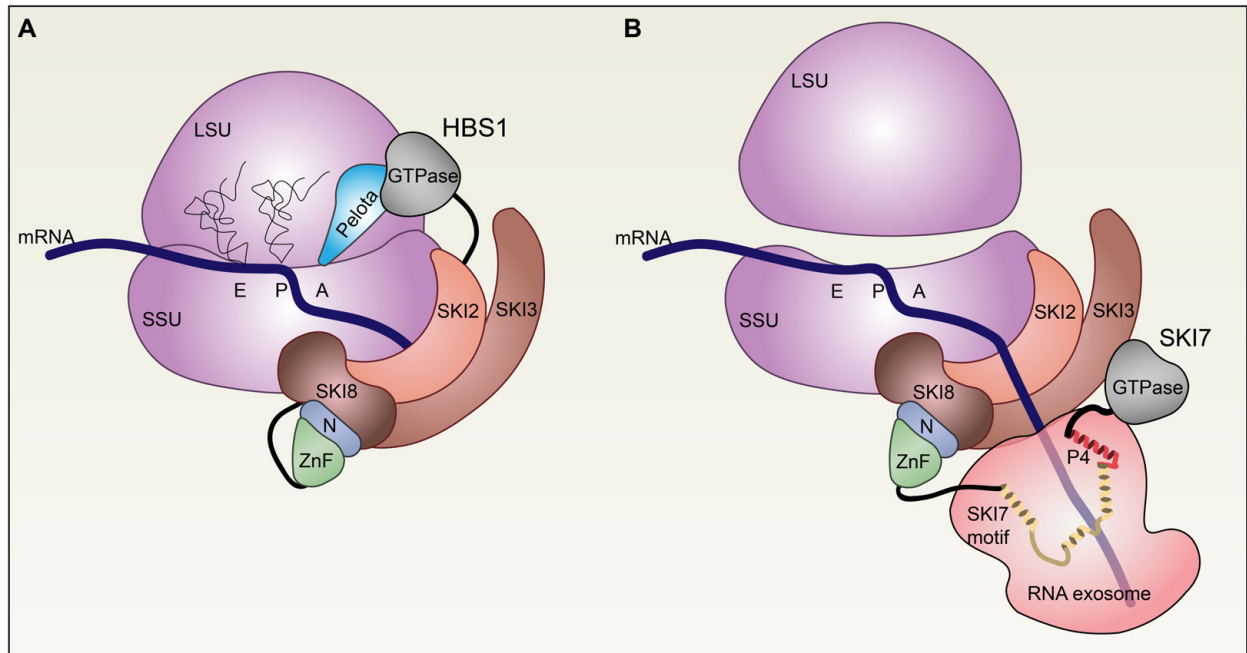 A
LSU
HBS1
GTPase
Pelota
mRNA
E P A
SSU
SKI2
SKI3
SKI8
N
ZnF
B
LSU
mRNA
E P A
SSU
SKI2
SKI3
SKI7
GTPase
SKI8
N
ZnF
P4
SKI7
motif
RNA exosome